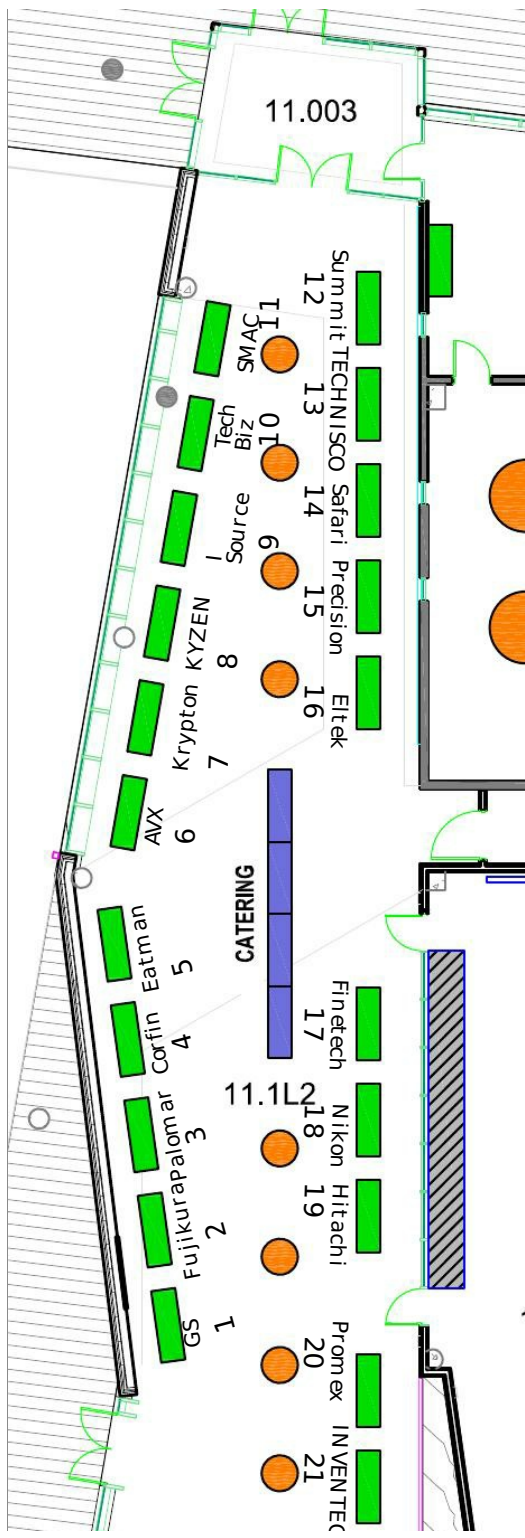 11.003
Summit
12
SMAC
11
TECHNISCO
13
Tech
Biz
10
Safari
14
I
Source
9
Precision
15
KYZEN
8
Eltek
16
Krypton
7
AVX
6
CATERING
Eatman
5
Finetech
17
Corfin
4
11.1L2
Nikon
18
Palomar
3
Hitachi
19
Fujikura
2
GS
1
Promex
20
INVENTEC
21